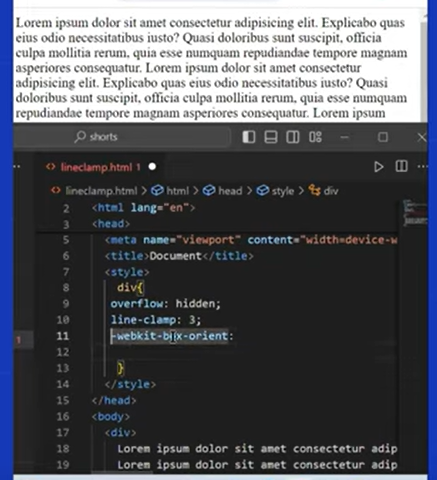 Lorem ipsum dolor sit amet consectetur adipisicing elit. Explicabo quas
eius odio necessitatibus iusto? Quasi doloribus sunt suscipit, officia
culpa mollitia rerum, quia esse numquam repudiandae tempore magnam
asperiores consequatur. Lorem ipsum dolor sit amet consectetur
adipisicing elit. Explicabo quas eius odio necessitatibus iusto? Quasi
doloribus sunt suscipit, officia culpa mollitia rerum, quia esse numquam
repudiandae tempore magnam asperiores consequatur. Lorem ipsum
shorts
lineclamp.html 1
lineclamp.html > html > head > style > div
2 <html lang="en">
3 <head>
5 <meta name="viewport" content="width=device-w
6 <title>Document</title>
7 <style>
8 div{
9 overflow: hidden;
10 line-clamp: 3;
11 -webkit-box-orient:
12
13 }
14 </style>
15 </head>
16 <body>
17 <div>
18 Lorem ipsum dolor sit amet consectetur adip
19 Lorem ipsum dolor sit amet consectetur adip